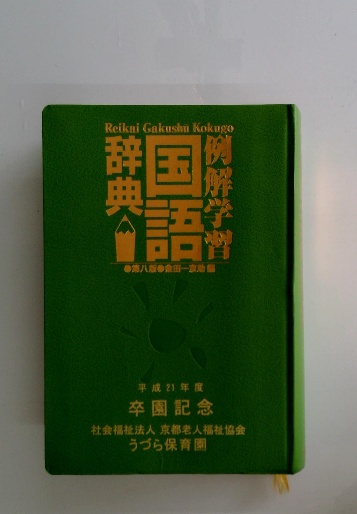 Reikai Gakushu Kokugo
例解学習
国語
辞典
●第八版●金田一京助 編
平成21年度
卒園記念
社会福祉法人 京都老人福祉協会
うづら保育園